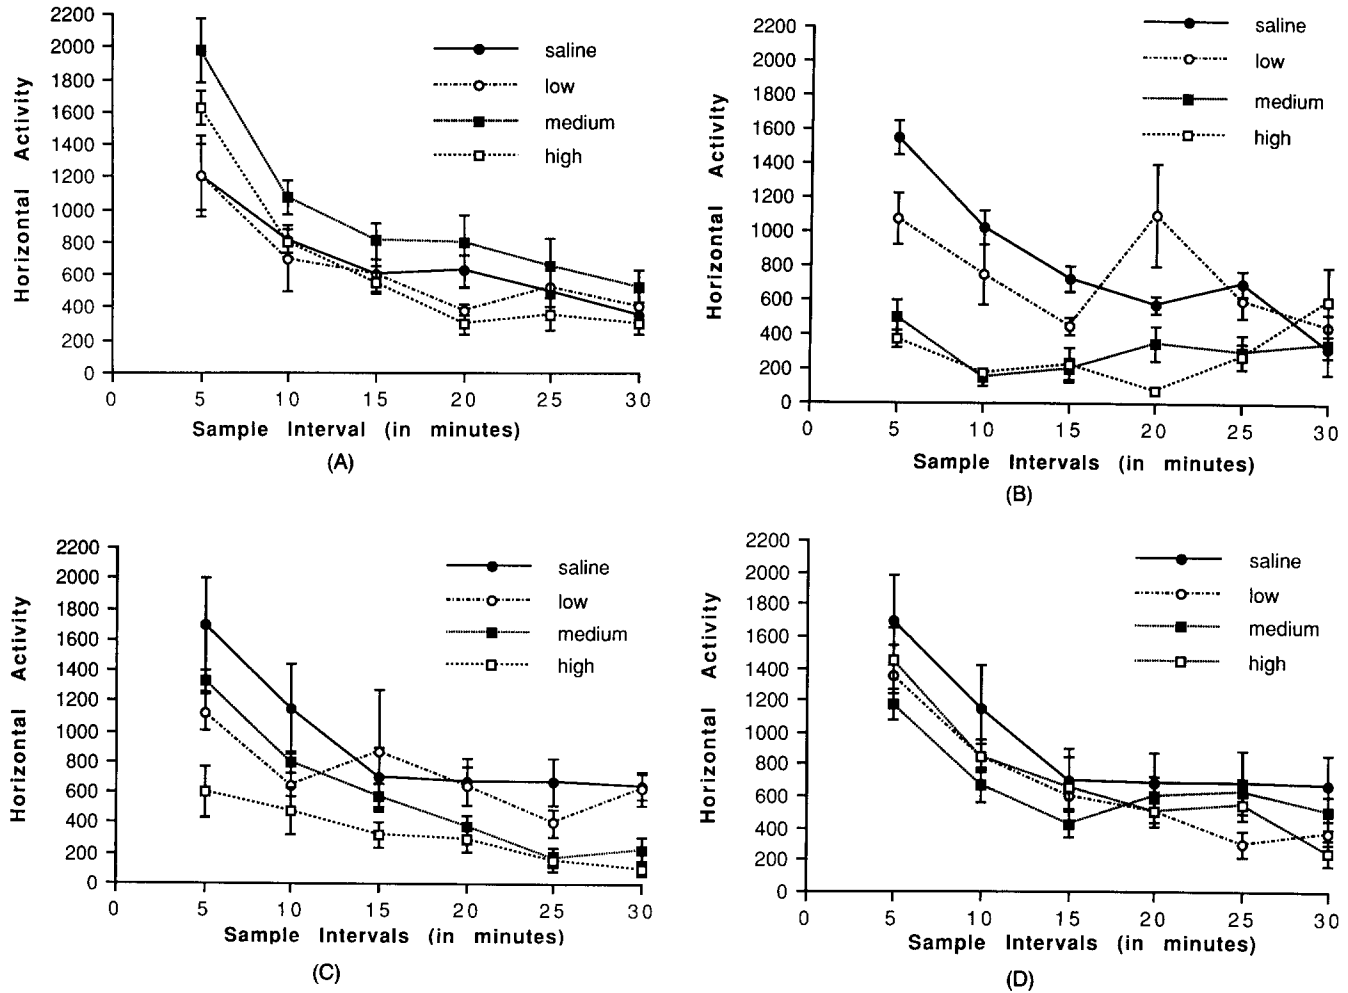 2200
2000
1800
1600
1400
1200
1000
800
600
400
200
0
Horizontal Activity
saline
low
medium
high
0 5 10 15 20 25 30
Sample Interval (in minutes)
(A)
2200
2000
1800
1600
1400
1200
1000
800
600
400
200
0
Horizontal Activity
saline
low
medium
high
0 5 10 15 20 25 30
Sample Intervals (in minutes)
(B)
2200
2000
1800
1600
1400
1200
1000
800
600
400
200
0
Horizontal Activity
saline
low
medium
high
0 5 10 15 20 25 30
Sample Intervals (in minutes)
(C)
2200
2000
1800
1600
1400
1200
1000
800
600
400
200
0
Horizontal Activity
saline
low
medium
high
0 5 10 15 20 25 30
Sample Intervals (in minutes)
(D)